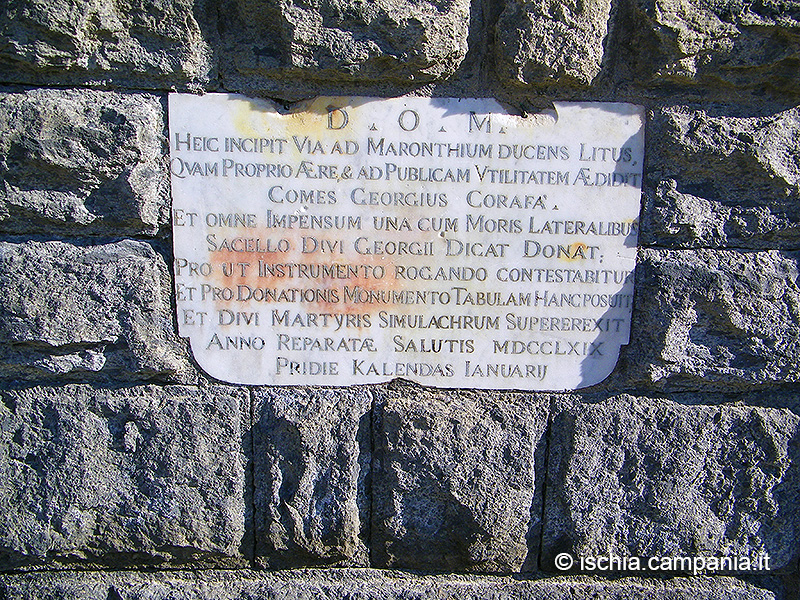 D . O . M .
HEIC INCIPIT VIA AD MARONTHIUM DUCENS LITUS,
QVAM PROPRIO ÆRE, & AD PUBLICAM VTILITATEM ÆDIDIT
COMES GEORGIUS CORAFA'.
ET OMNE IMPENSUM UNA CUM MORIS LATERALIBUS
SACELLO DIVI GEORGII DICAT DONAT;
PRO UT INSTRUMENTO ROGANDO CONTESTABITUR
ET PRO DONATIONIS MONUMENTO TABULAM HANC POSUIT
ET DIVI MARTYRIS SIMULACHRUM SUPEREREXIT
ANNO REPARATÆ SALUTIS MDCCLXIX
PRIDIE KALENDAS IANUARIJ
© ischia.campania.it